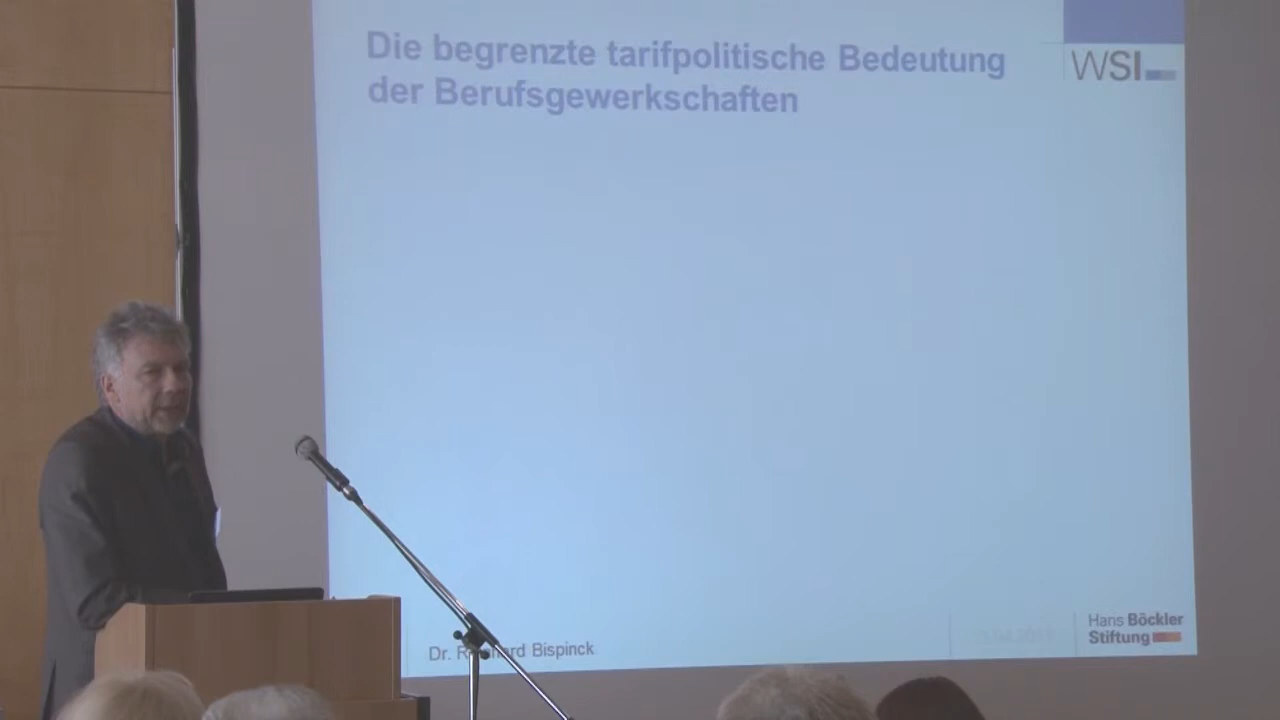 Die begrenzte tarifpolitische Bedeutung
der Berufsgewerkschaften
WSI
Dr. Bispinck
Hans Böckler
Stiftung